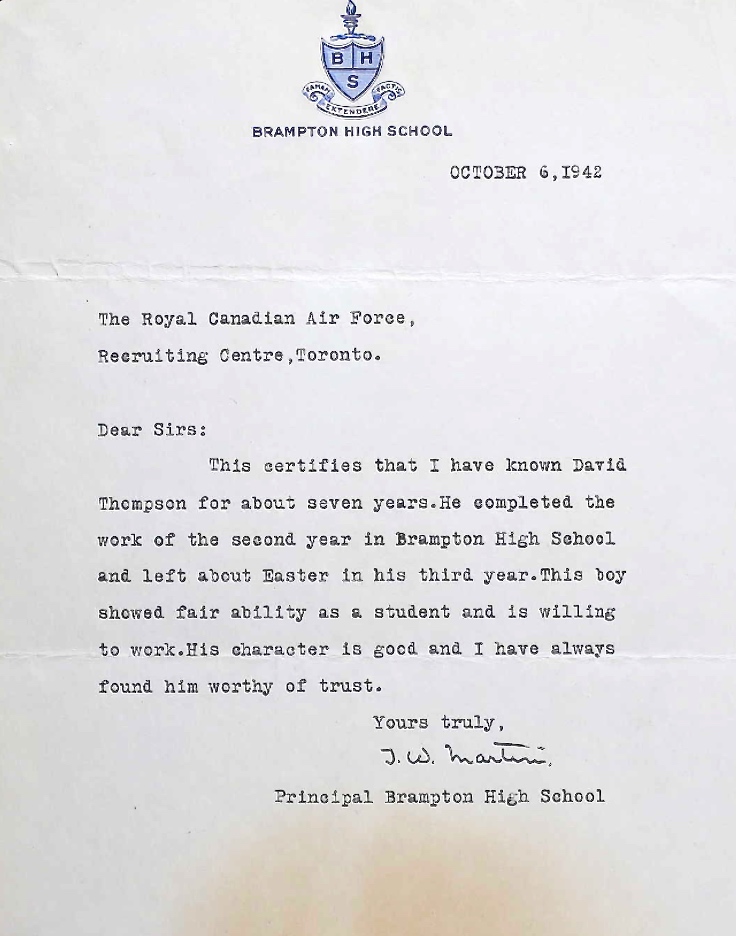 B H
S
FAMAM EXTENDERE FACTIS
BRAMPTON HIGH SCHOOL
OCTOBER 6,1942
The Royal Canadian Air Force,
Recruiting Centre,Toronto.
Dear Sirs:
This certifies that I have known David
Thompson for about seven years.He completed the
work of the second year in Brampton High School
and left about Easter in his third year.This boy
showed fair ability as a student and is willing
to work.His character is good and I have always
found him worthy of trust.
Yours truly,
J.W. Martin.
Principal Brampton High School